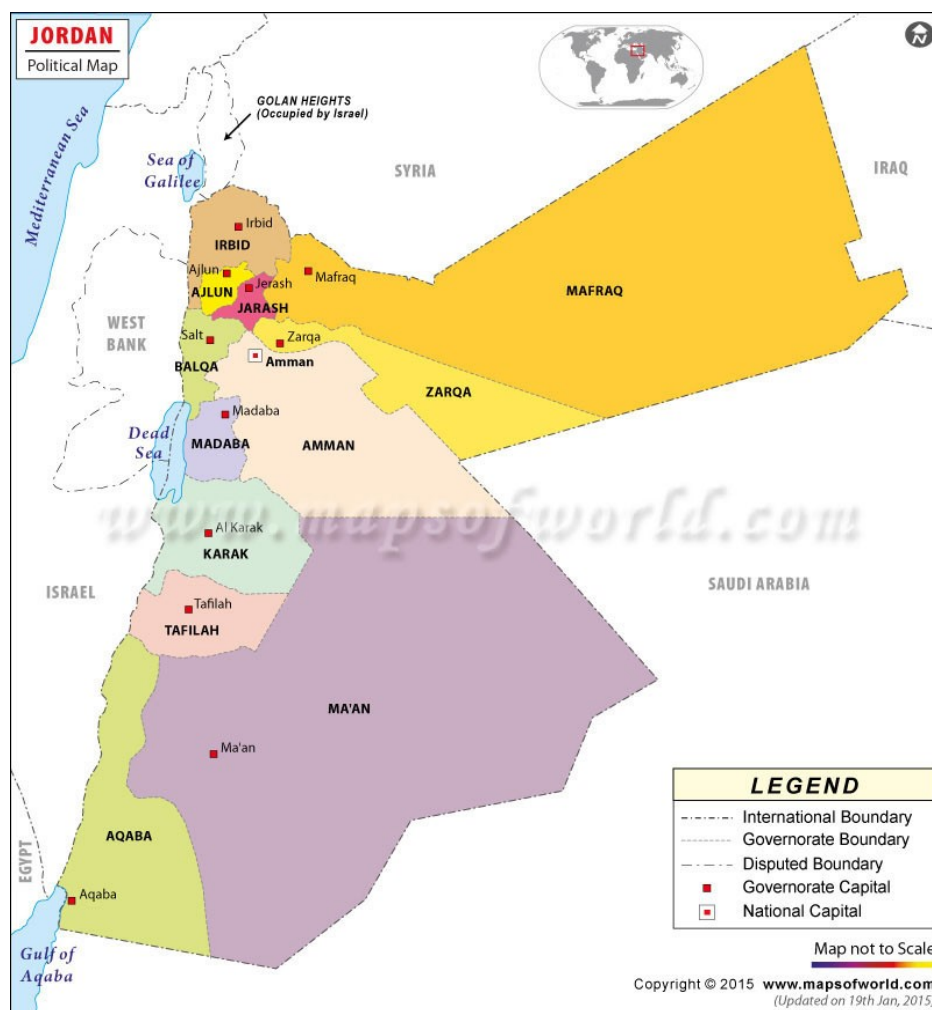 JORDAN
Political Map
N
Mediterranean Sea
GOLAN HEIGHTS
(Occupied by Israel)
Sea of
Galilee
SYRIA
IRAQ
Irbid
IRBID
Ajlun
AJLUN
Jerash
JARASH
Mafraq
MAFRAQ
WEST
BANK
Salt
BALQA
Zarqa
Amman
ZARQA
Dead
Sea
Madaba
MADABA
AMMAN
www.mapsofworld.com
Al Karak
KARAK
ISRAEL
SAUDI ARABIA
Tafilah
TAFILAH
MA'AN
Ma'an
AQABA
EGYPT
Aqaba
Gulf of
Aqaba
LEGEND
International Boundary
Governorate Boundary
Disputed Boundary
Governorate Capital
National Capital
Map not to Scale
Copyright © 2015 www.mapsofworld.com
(Updated on 19th Jan, 2015)